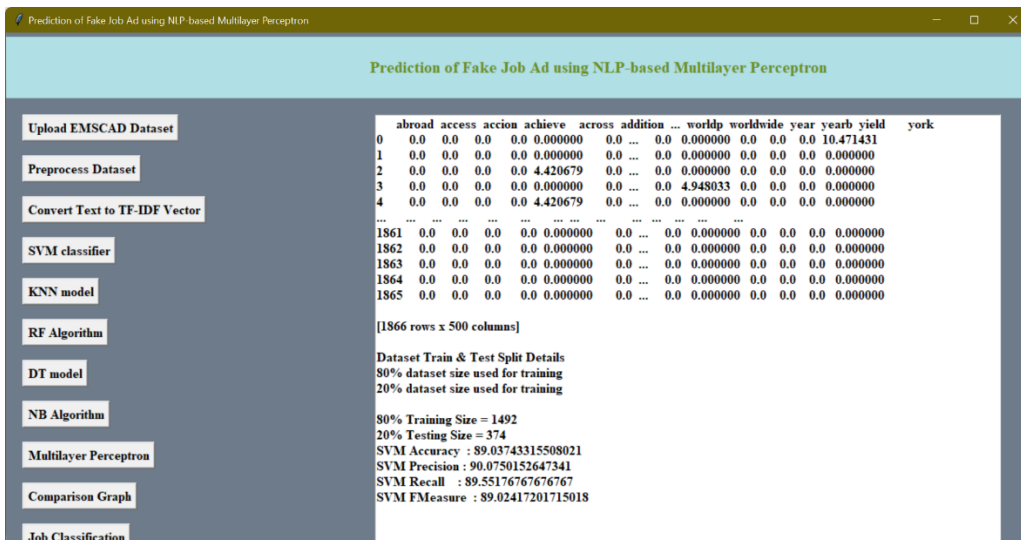 Prediction of Fake Job Ad using NLP-based Multilayer Perceptron
Prediction of Fake Job Ad using NLP-based Multilayer Perceptron
Upload EMSCAD Dataset
Preprocess Dataset
Convert Text to TF-IDF Vector
SVM classifier
KNN model
RF Algorithm
DT model
NB Algorithm
Multilayer Perceptron
Comparison Graph
Job Classification
abroad access accion achieve across addition ... worldp worldwide year yearb yield york
0 0.0 0.0 0.0 0.0 0.000000 0.0 ... 0.0 0.000000 0.0 0.0 0.0 10.471431
1 0.0 0.0 0.0 0.0 0.000000 0.0 ... 0.0 0.000000 0.0 0.0 0.0 0.000000
2 0.0 0.0 0.0 0.0 4.420679 0.0 ... 0.0 0.000000 0.0 0.0 0.0 0.000000
3 0.0 0.0 0.0 0.0 0.000000 0.0 ... 0.0 4.948033 0.0 0.0 0.0 0.000000
4 0.0 0.0 0.0 0.0 4.420679 0.0 ... 0.0 0.000000 0.0 0.0 0.0 0.000000
... ... ... ... ... ... ... ... ... ... ... ... ...
1861 0.0 0.0 0.0 0.0 0.000000 0.0 ... 0.0 0.000000 0.0 0.0 0.0 0.000000
1862 0.0 0.0 0.0 0.0 0.000000 0.0 ... 0.0 0.000000 0.0 0.0 0.0 0.000000
1863 0.0 0.0 0.0 0.0 0.000000 0.0 ... 0.0 0.000000 0.0 0.0 0.0 0.000000
1864 0.0 0.0 0.0 0.0 0.000000 0.0 ... 0.0 0.000000 0.0 0.0 0.0 0.000000
1865 0.0 0.0 0.0 0.0 0.000000 0.0 ... 0.0 0.000000 0.0 0.0 0.0 0.000000
[1866 rows x 500 columns]
Dataset Train & Test Split Details
80% dataset size used for training
20% dataset size used for training
80% Training Size = 1492
20% Testing Size = 374
SVM Accuracy : 89.03743315508021
SVM Precision : 90.0750152647341
SVM Recall : 89.55176767676767
SVM FMeasure : 89.02417201715018